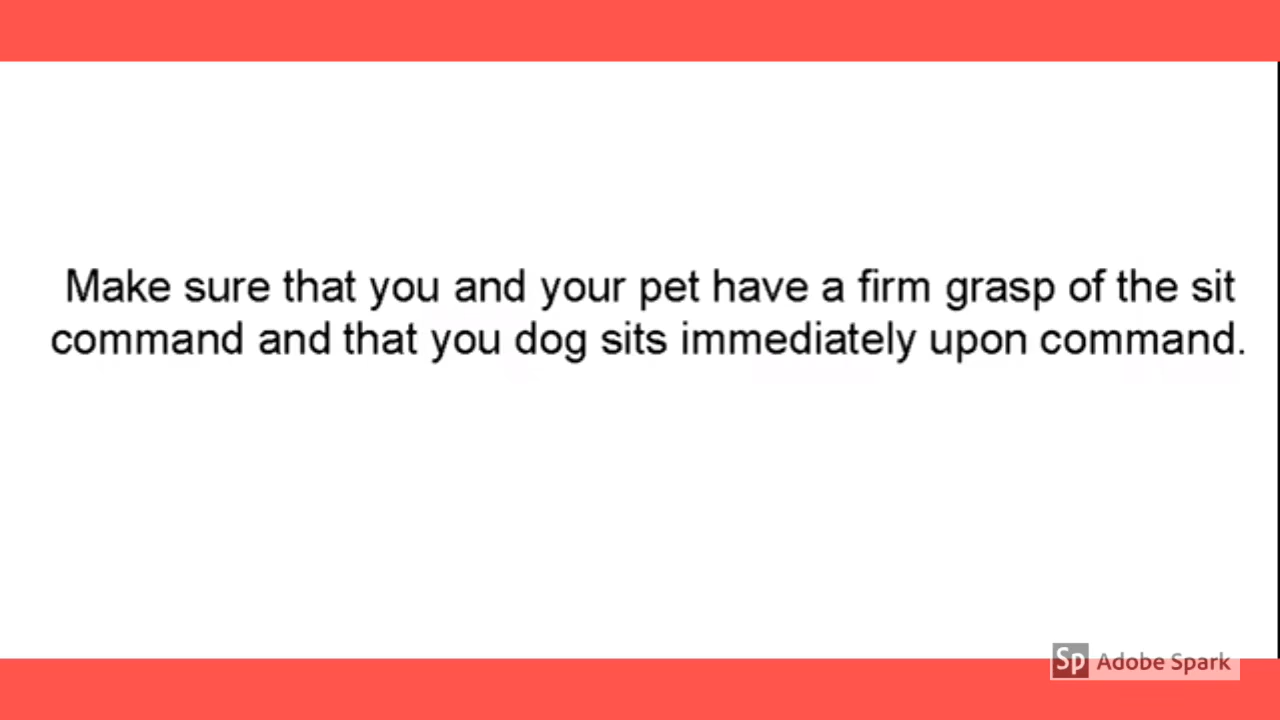 Make sure that you and your pet have a firm grasp of the sit
command and that you dog sits immediately upon command.
Sp Adobe Spark